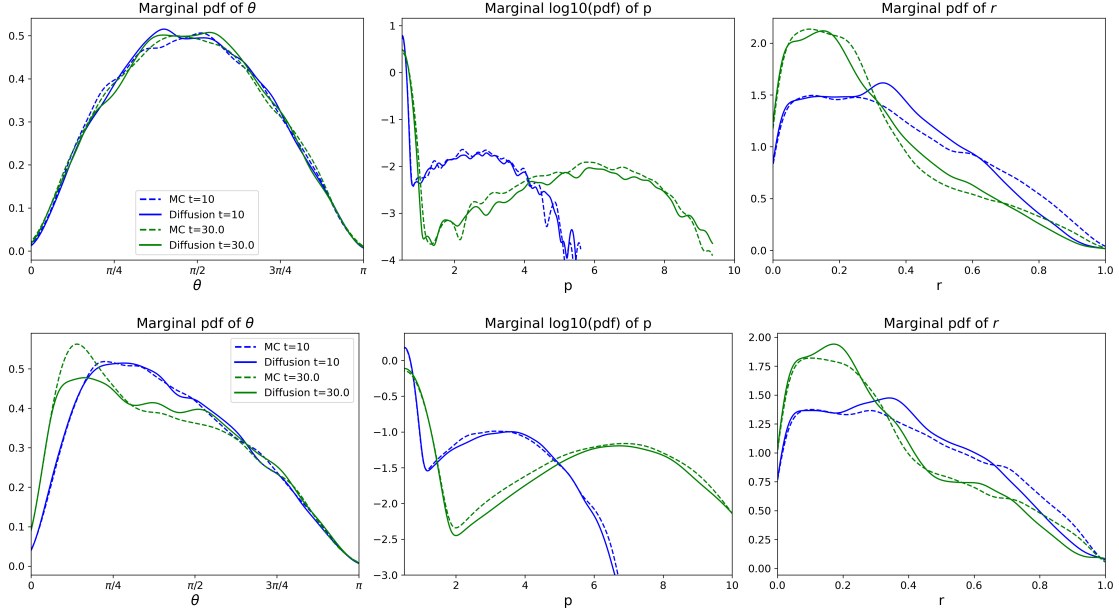 Marginal pdf of θ
0.5
0.4
0.3
0.2
0.1
0.0
MC t=10
Diffusion t=10
MC t=30.0
Diffusion t=30.0
0 π/4 π/2 3π/4 π
θ
Marginal log10(pdf) of p
1
0
−1
−2
−3
−4
2 4 6 8 10
p
Marginal pdf of r
2.0
1.5
1.0
0.5
0.0
0.0 0.2 0.4 0.6 0.8 1.0
r
Marginal pdf of θ
0.5
0.4
0.3
0.2
0.1
0.0
MC t=10
Diffusion t=10
MC t=30.0
Diffusion t=30.0
0 π/4 π/2 3π/4 π
θ
Marginal log10(pdf) of p
0.0
−0.5
−1.0
−1.5
−2.0
−2.5
−3.0
2 4 6 8 10
p
Marginal pdf of r
2.00
1.75
1.50
1.25
1.00
0.75
0.50
0.25
0.00
0.0 0.2 0.4 0.6 0.8 1.0
r